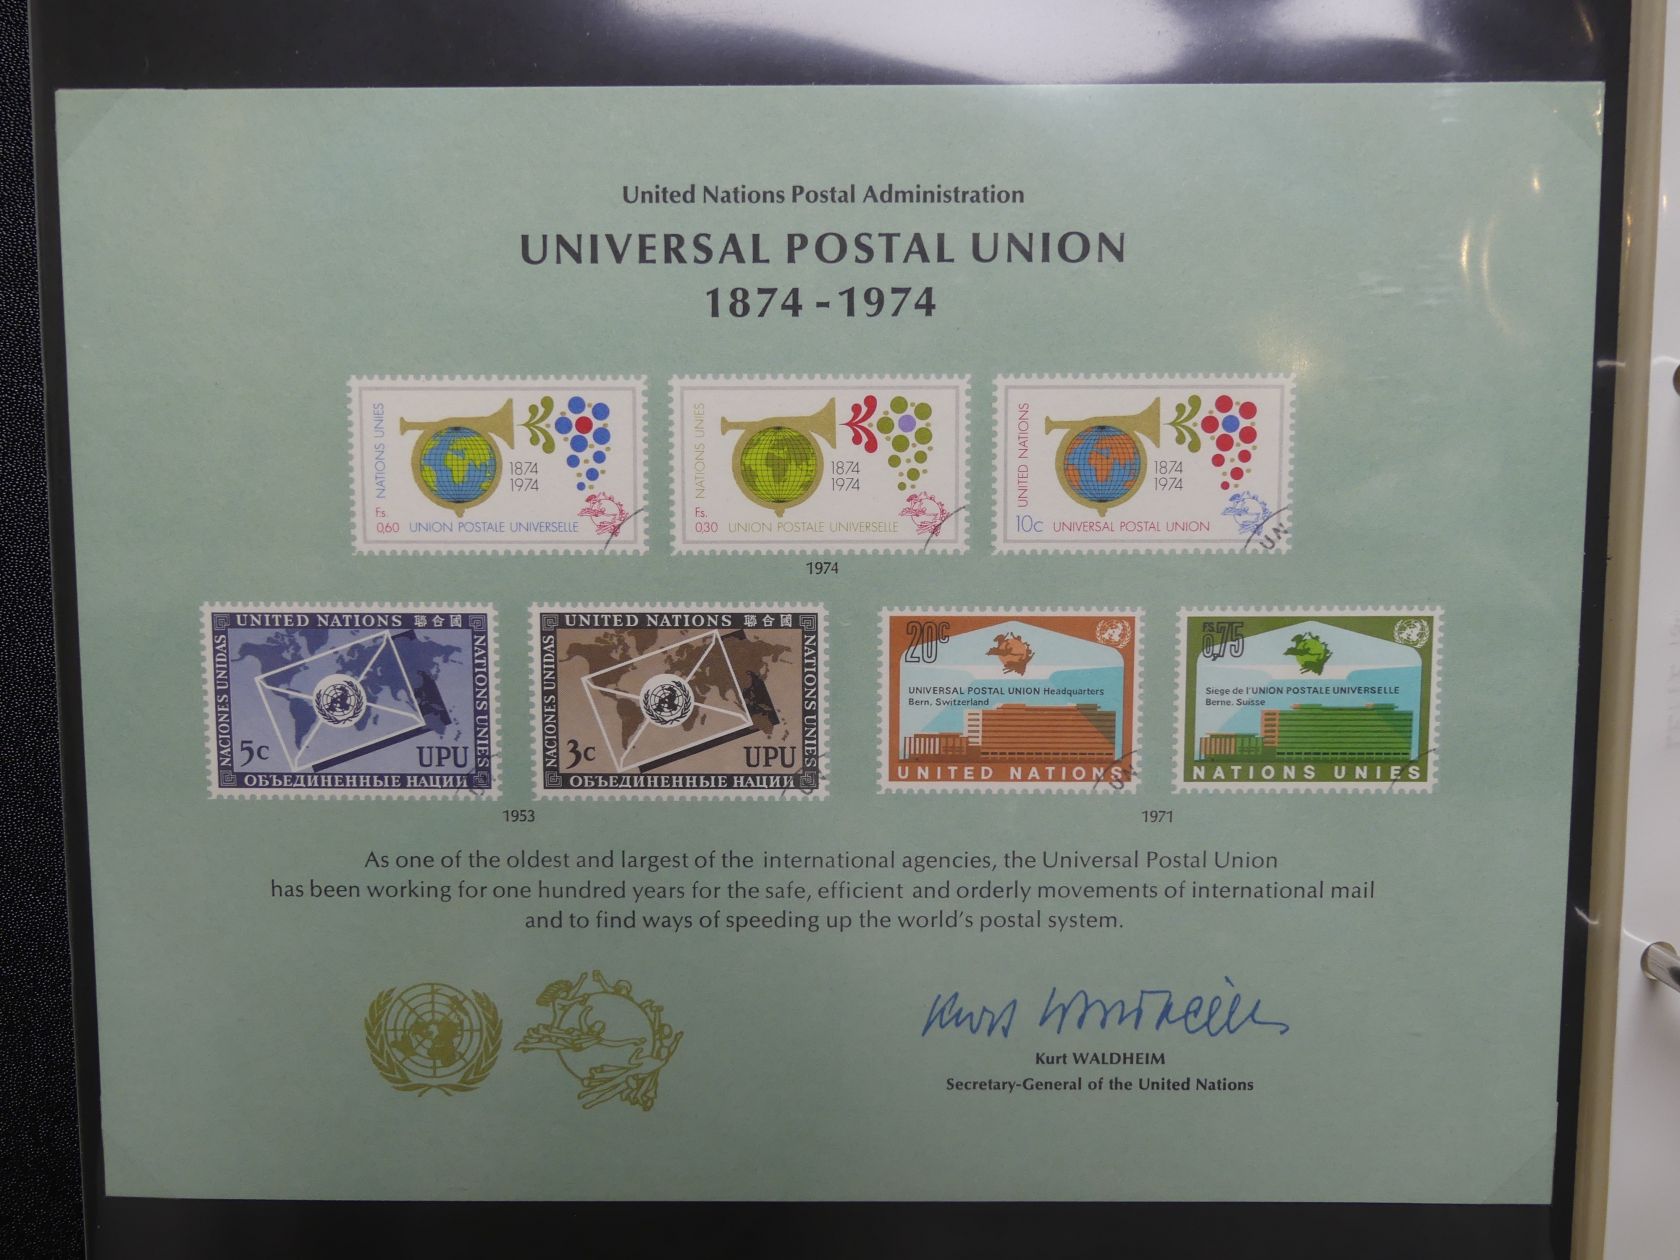 United Nations Postal Administration
UNIVERSAL POSTAL UNION
1874 - 1974
NATIONS UNIES
1874
1974
Fs.
0,60
UNION POSTALE UNIVERSELLE
NATIONS UNIES
1874
1974
Fs.
0,30
UNION POSTALE UNIVERSELLE
UNITED NATIONS
1874
1974
10c
UNIVERSAL POSTAL UNION
UN
1974
UNITED NATIONS 聯合國
NACIONES UNIDAS
NATIONS UNIES
5c
UPU
ОБЪЕДИНЕННЫЕ НАЦИИ
UNITED NATIONS 聯合國
NACIONES UNIDAS
NATIONS UNIES
3c
UPU
ОБЪЕДИНЕННЫЕ НАЦИИ
1953
20c
UNIVERSAL POSTAL UNION Headquarters
Bern, Switzerland
UNITED NATIONS
UN
FS.
0,75
Siège de l'UNION POSTALE UNIVERSELLE
Berne, Suisse
NATIONS UNIES
1971
As one of the oldest and largest of the international agencies, the Universal Postal Union
has been working for one hundred years for the safe, efficient and orderly movements of international mail
and to find ways of speeding up the world's postal system.
Kurt Waldheim
Kurt WALDHEIM
Secretary-General of the United Nations